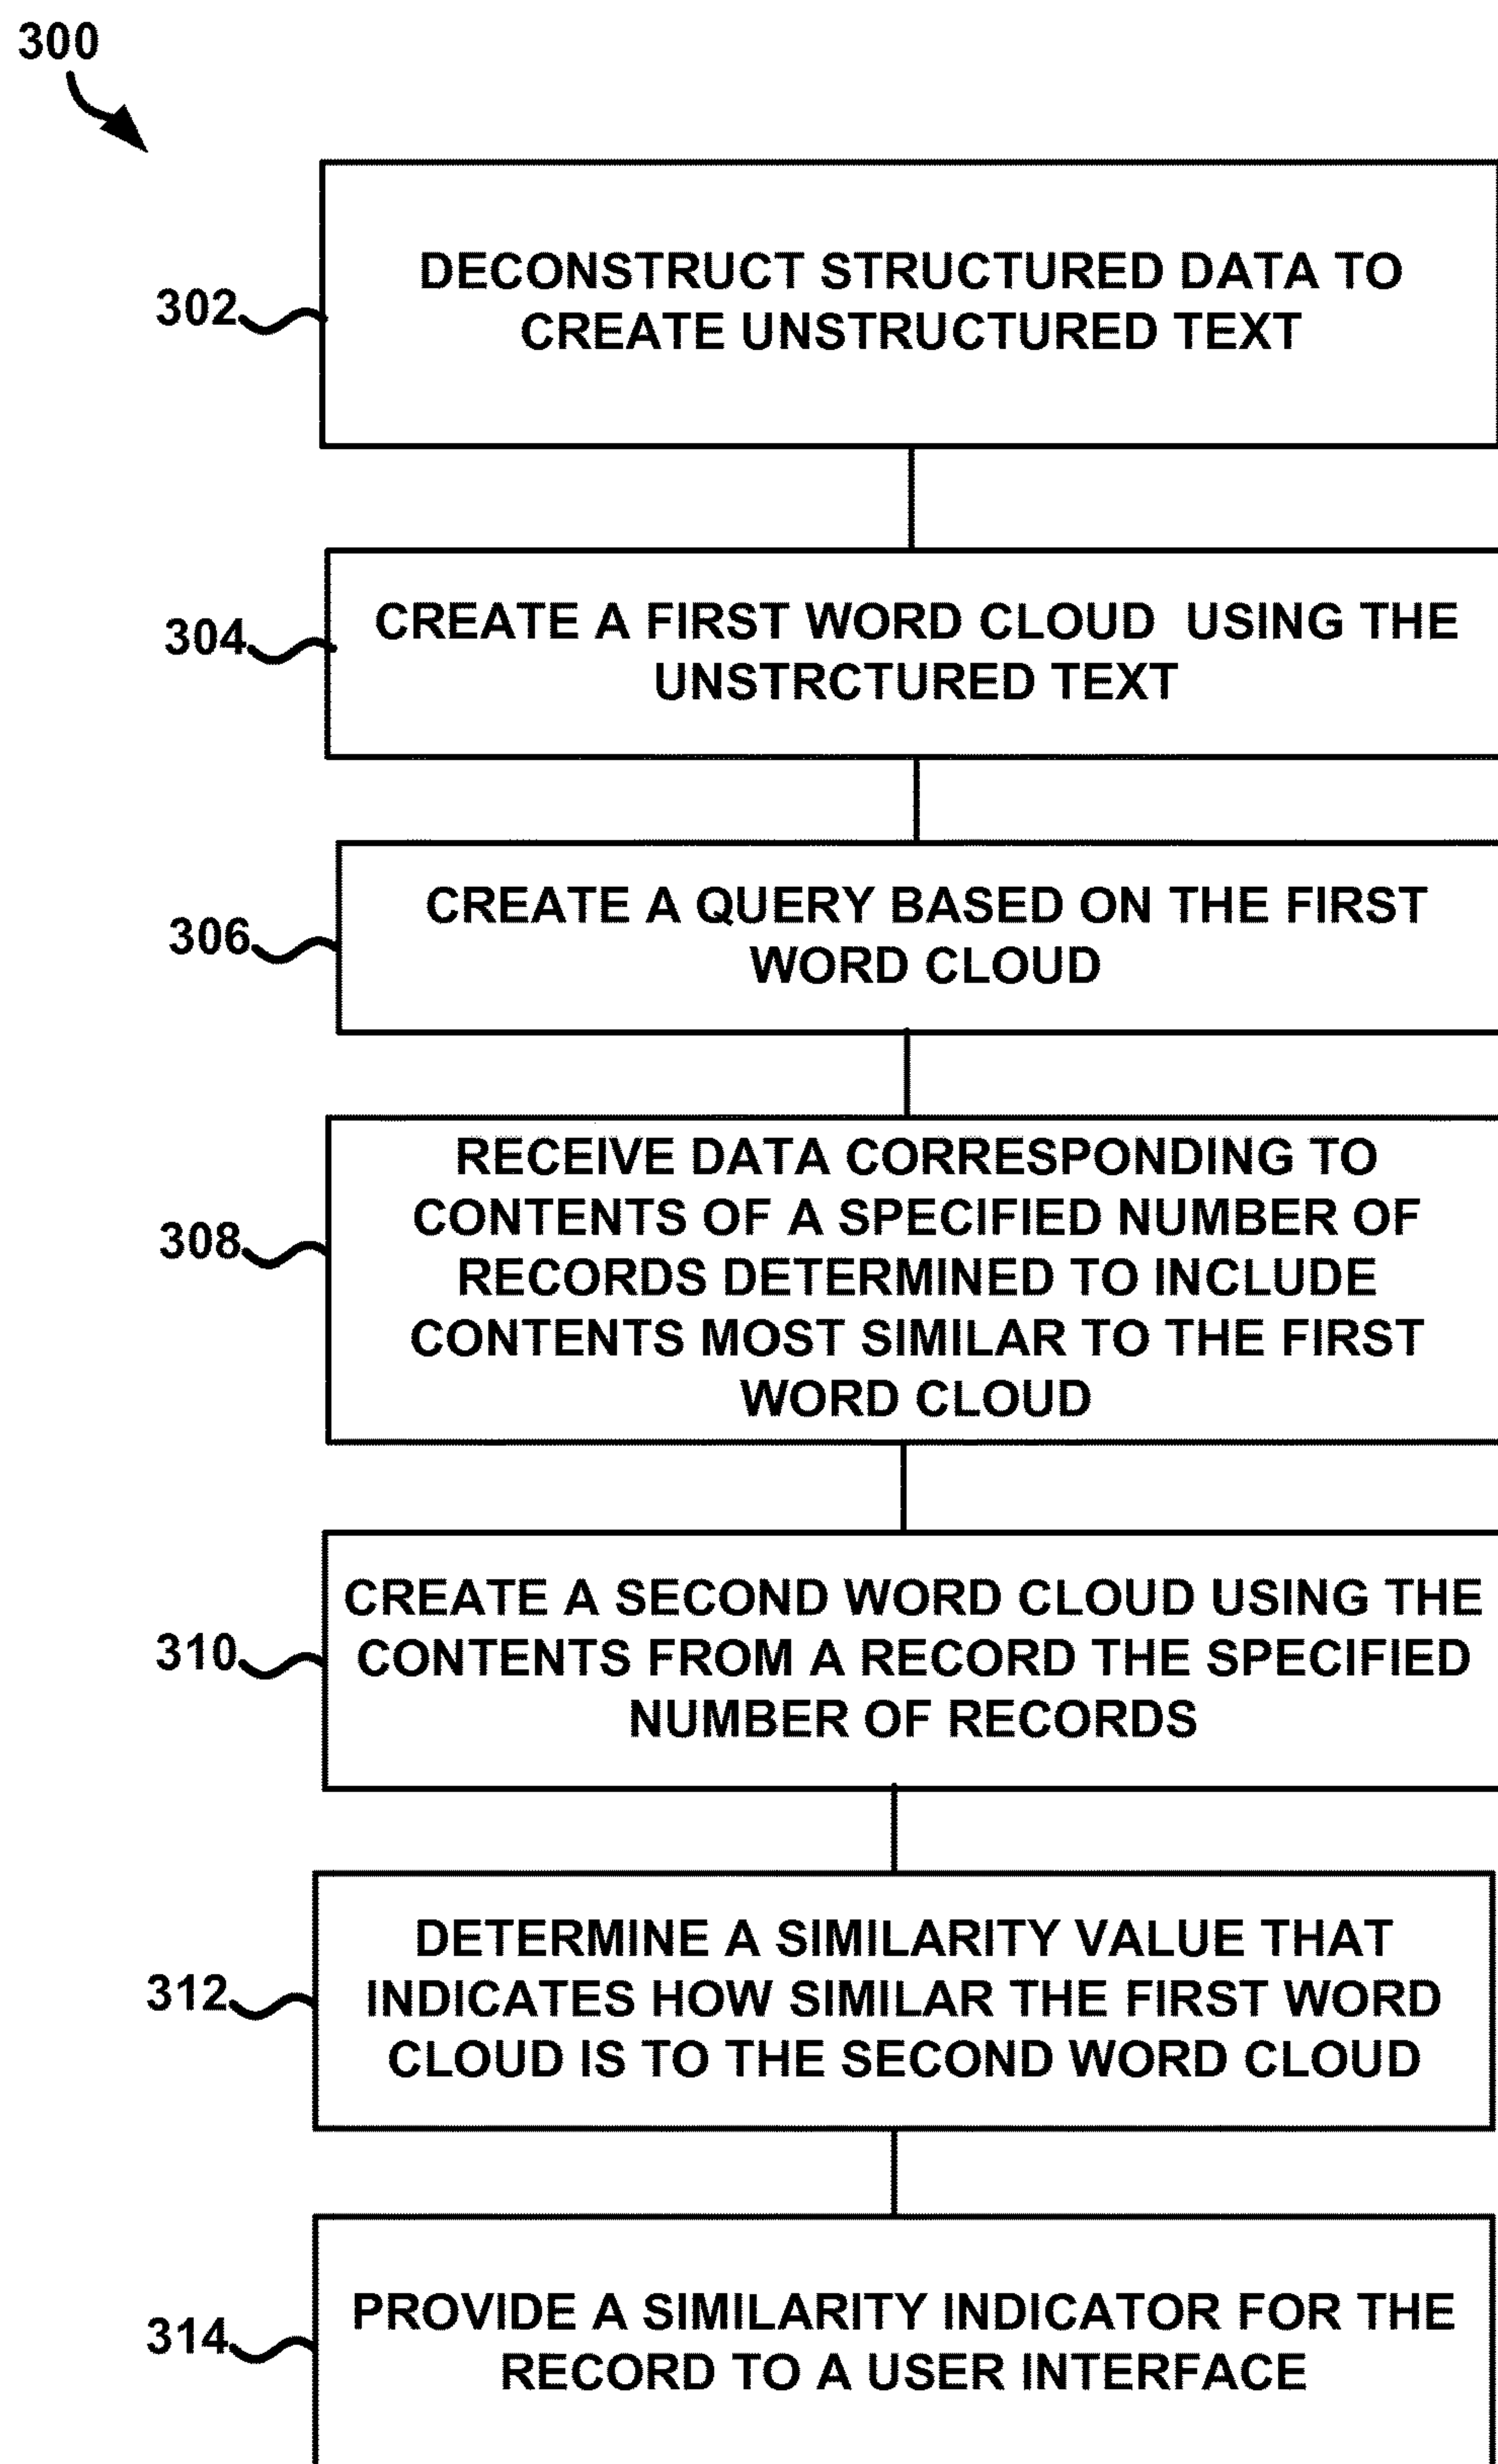 300
302
DECONSTRUCT STRUCTURED DATA TO
CREATE UNSTRUCTURED TEXT
304
CREATE A FIRST WORD CLOUD  USING THE
UNSTRCTURED TEXT
306
CREATE A QUERY BASED ON THE FIRST
WORD CLOUD
308
RECEIVE DATA CORRESPONDING TO
CONTENTS OF A SPECIFIED NUMBER OF
RECORDS DETERMINED TO INCLUDE
CONTENTS MOST SIMILAR TO THE FIRST
WORD CLOUD
310
CREATE A SECOND WORD CLOUD USING THE
CONTENTS FROM A RECORD THE SPECIFIED
NUMBER OF RECORDS
312
DETERMINE A SIMILARITY VALUE THAT
INDICATES HOW SIMILAR THE FIRST WORD
CLOUD IS TO THE SECOND WORD CLOUD
314
PROVIDE A SIMILARITY INDICATOR FOR THE
RECORD TO A USER INTERFACE